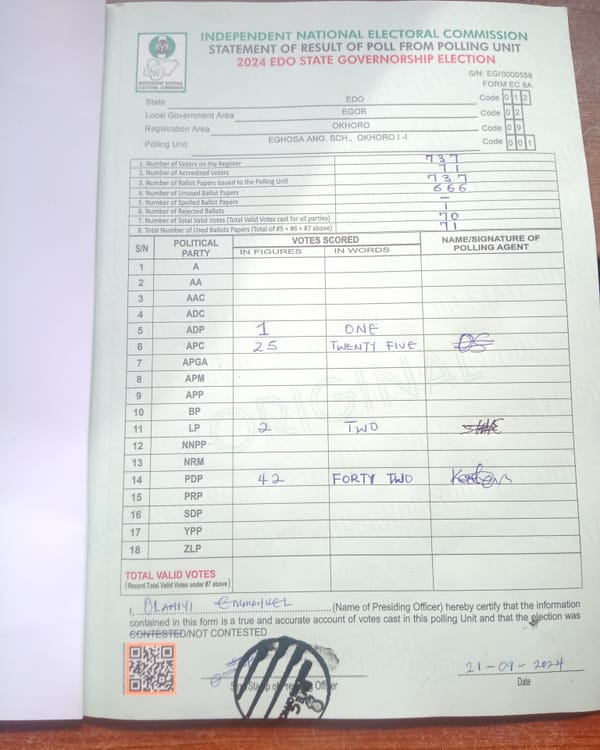 INDEPENDENT NATIONAL ELECTORAL COMMISSION
STATEMENT OF RESULT OF POLL FROM POLLING UNIT
2024 EDO STATE GOVERNORSHIP ELECTION
INEC
INDEPENDENT NATIONAL
ELECTORAL COMMISSION
S/N: EG/0000559
FORM EC 8A
State EDO Code 0 1 2
Local Government Area EGOR Code 0 2
Registration Area OKHORO Code 0 9
Polling Unit EGHOSA ANG. SCH., OKHORO I -I Code 0 0 1
1. Number of Voters on the Register 737
2. Number of Accredited Voters 71
3. Number of Ballot Papers Issued to the Polling Unit 737
4. Number of Unused Ballot Papers 666
5. Number of Spoiled Ballot Papers –
6. Number of Rejected Ballots 1
7. Number of Total Valid Votes (Total Valid Votes cast for all parties) 70
8. Total Number of Used Ballots Papers (Total of #5 + #6 + #7 above) 71
S/N POLITICAL PARTY VOTES SCORED NAME/SIGNATURE OF POLLING AGENT
IN FIGURES IN WORDS
1 A
2 AA
3 AAC
4 ADC
5 ADP 1 ONE
6 APC 25 TWENTY FIVE
7 APGA
8 APM
9 APP
10 BP
11 LP 2 TWO
12 NNPP
13 NRM
14 PDP 42 FORTY TWO
15 PRP
16 SDP
17 YPP
18 ZLP
ORIGINAL
TOTAL VALID VOTES
(Record Total Valid Votes under #7 above)
I, OLANIYI EMMANUEL (Name of Presiding Officer) hereby certify that the information
contained in this form is a true and accurate account of votes cast in this polling Unit and that the election was
CONTESTED/NOT CONTESTED
21-09-2024
Sign/Stamp of Presiding Officer
Date